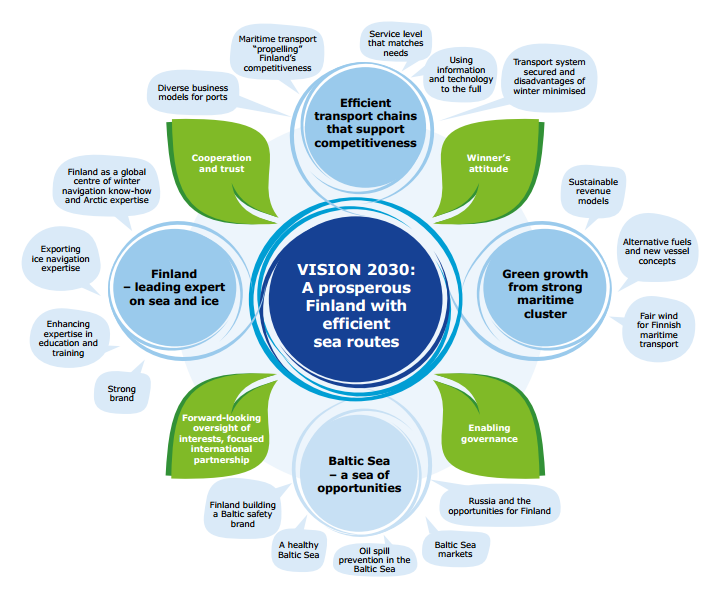 Maritime transport
"propelling"
Finland's
competitiveness
Service level
that matches
needs
Using
information
and technology
to the full
Transport system
secured and
disadvantages of
winter minimised
Diverse business
models for ports
Efficient
transport chains
that support
competitiveness
Cooperation
and trust
Winner's
attitude
Finland as a global
centre of winter
navigation know-how
and Arctic expertise
Exporting
ice navigation
expertise
Enhancing
expertise in
education and
training
Strong
brand
Finland
– leading expert
on sea and ice
VISION 2030:
A prosperous
Finland with
efficient
sea routes
Green growth
from strong
maritime
cluster
Sustainable
revenue
models
Alternative fuels
and new vessel
concepts
Fair wind
for Finnish
maritime
transport
Forward-looking
oversight of
interests, focused
international
partnership
Enabling
governance
Baltic Sea
– a sea of
opportunities
Finland building
a Baltic safety
brand
A healthy
Baltic Sea
Oil spill
prevention in the
Baltic Sea
Baltic Sea
markets
Russia and the
opportunities for Finland